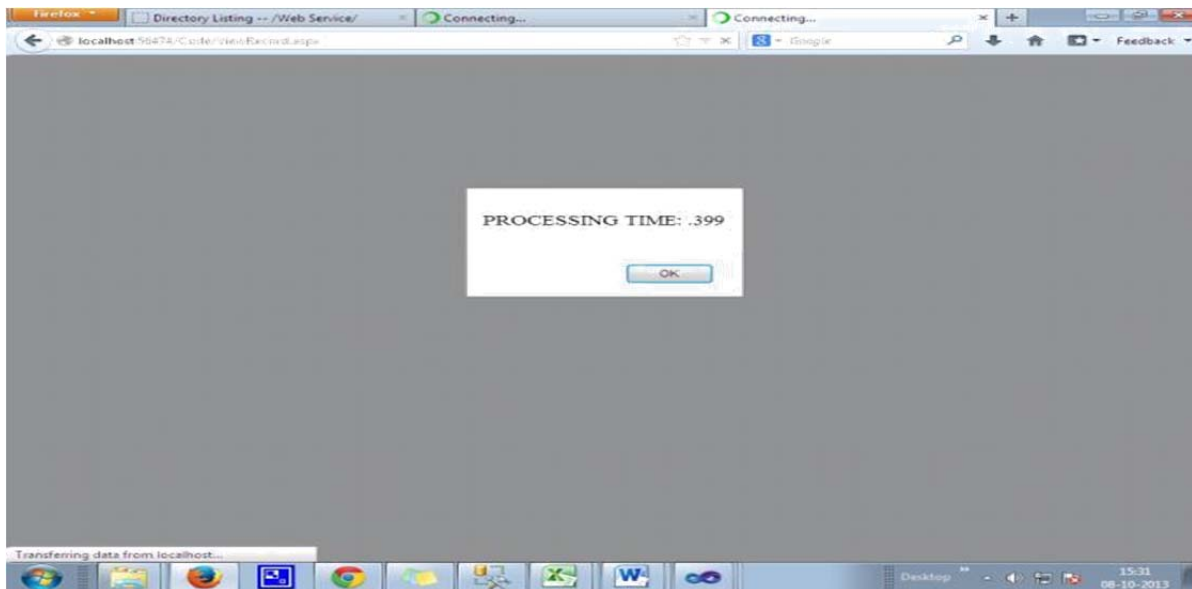 Firefox
Directory Listing -- /Web Service/
Connecting...
Connecting...
localhost:56474/Code/ViewRecord.aspx
Google
Feedback
PROCESSING TIME: .399
OK
Transferring data from localhost...
Desktop
15:31
08-10-2013